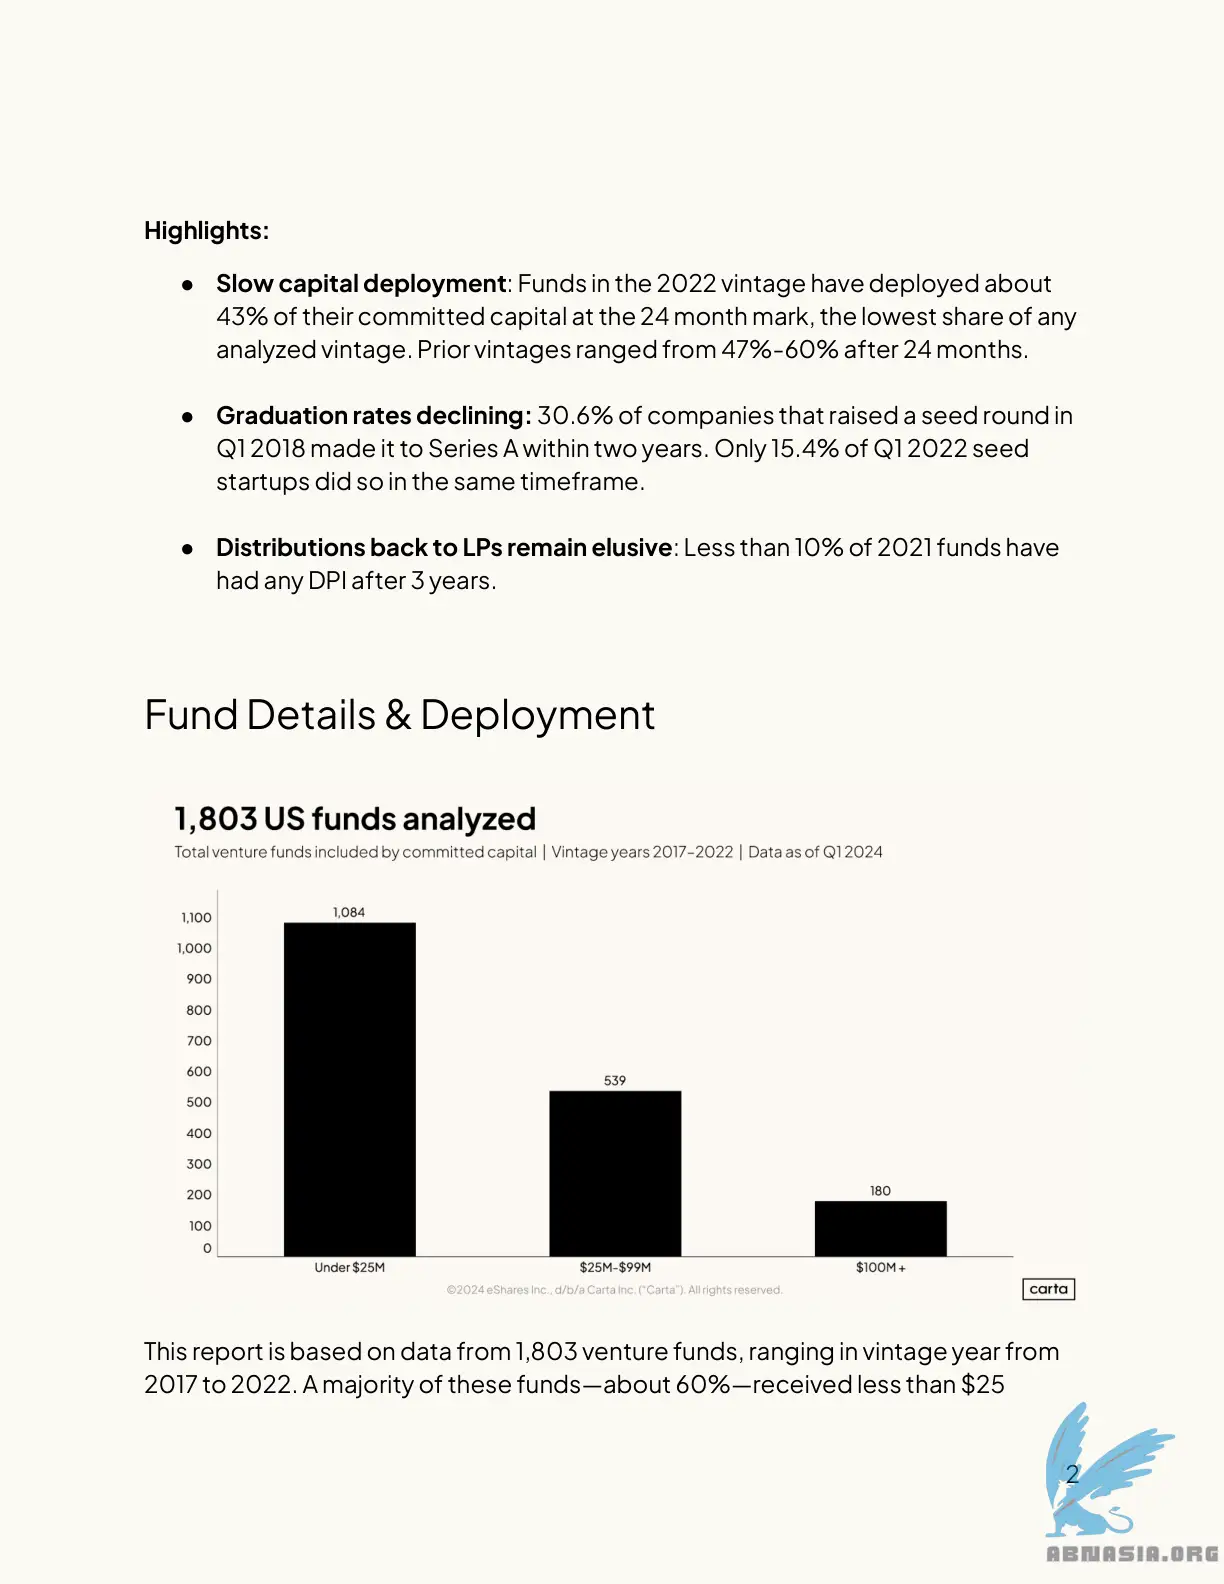 Highlights:
● Slow capital deployment: Funds in the 2022 vintage have deployed about
43% of their committed capital at the 24 month mark, the lowest share of any
analyzed vintage. Prior vintages ranged from 47%-60% after 24 months.
● Graduation rates declining: 30.6% of companies that raised a seed round in
Q1 2018 made it to Series A within two years. Only 15.4% of Q1 2022 seed
startups did so in the same timeframe.
● Distributions back to LPs remain elusive: Less than 10% of 2021 funds have
had any DPI after 3 years.
Fund Details & Deployment
1,803 US funds analyzed
Total venture funds included by committed capital | Vintage years 2017–2022 | Data as of Q1 2024
1,100
1,000
900
800
700
600
500
400
300
200
100
0
1,084
539
180
Under $25M
$25M-$99M
$100M +
©2024 eShares Inc., d/b/a Carta Inc. ("Carta"). All rights reserved.
carta
This report is based on data from 1,803 venture funds, ranging in vintage year from
2017 to 2022. A majority of these funds—about 60%—received less than $25
2
ABNASIA.ORG